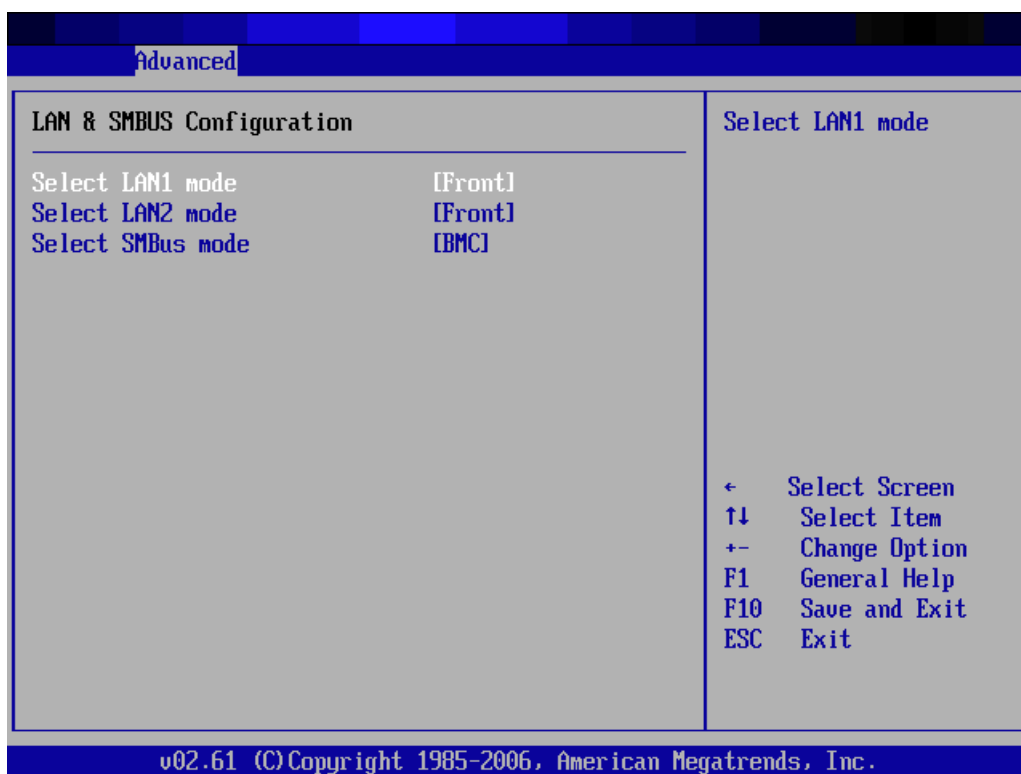 Advanced
LAN & SMBUS Configuration
Select LAN1 mode [Front]
Select LAN2 mode [Front]
Select SMBus mode [BMC]
Select LAN1 mode
← Select Screen
↑↓ Select Item
+- Change Option
F1 General Help
F10 Save and Exit
ESC Exit
v02.61 (C)Copyright 1985-2006, American Megatrends, Inc.